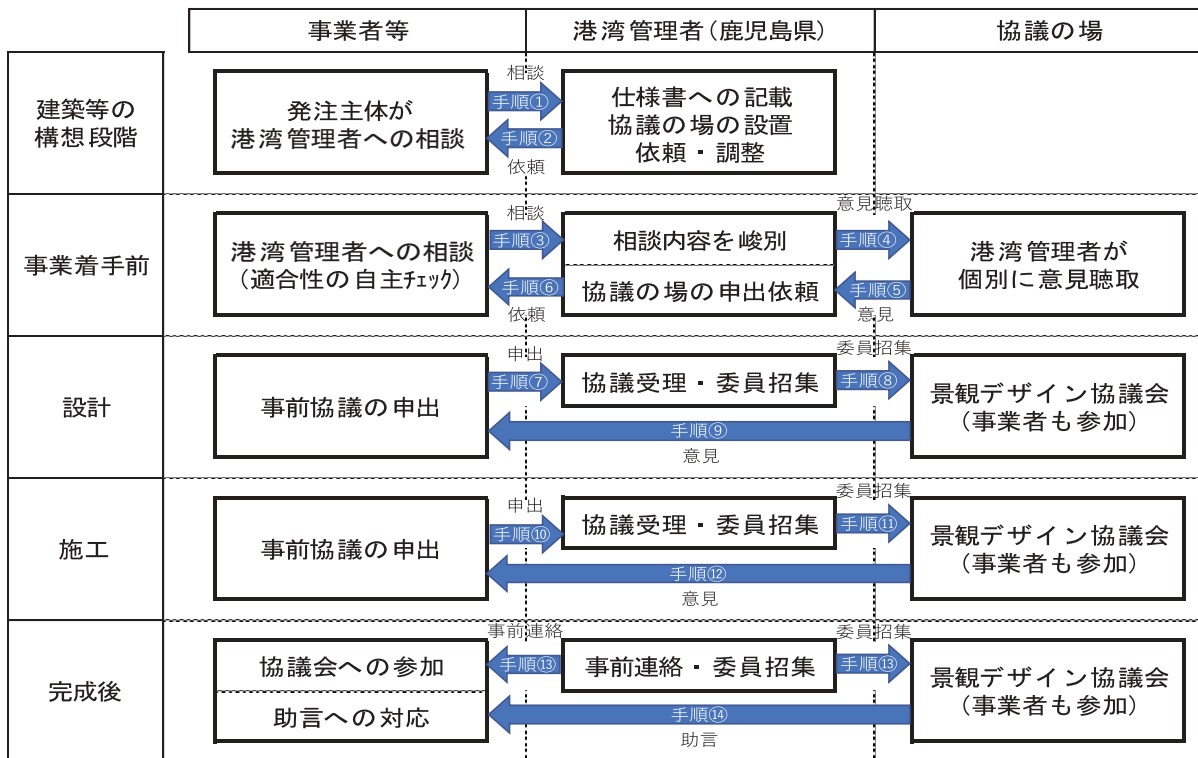 事業者等
港湾管理者(鹿児島県)
協議の場
建築等の
構想段階
発注主体が
港湾管理者への相談
相談
手順①
手順②
依頼
仕様書への記載
協議の場の設置
依頼・調整
事業着手前
港湾管理者への相談
(適合性の自主ﾁｪｯｸ)
相談
手順③
手順⑥
依頼
相談内容を峻別
協議の場の申出依頼
意見聴取
手順④
手順⑤
意見
港湾管理者が
個別に意見聴取
設計
事前協議の申出
申出
手順⑦
協議受理・委員招集
委員招集
手順⑧
手順⑨
意見
景観デザイン協議会
(事業者も参加)
施工
事前協議の申出
申出
手順⑩
協議受理・委員招集
委員招集
手順⑪
手順⑫
意見
景観デザイン協議会
(事業者も参加)
完成後
協議会への参加
助言への対応
事前連絡
手順⑬
事前連絡・委員招集
委員招集
手順⑬
手順⑭
助言
景観デザイン協議会
(事業者も参加)